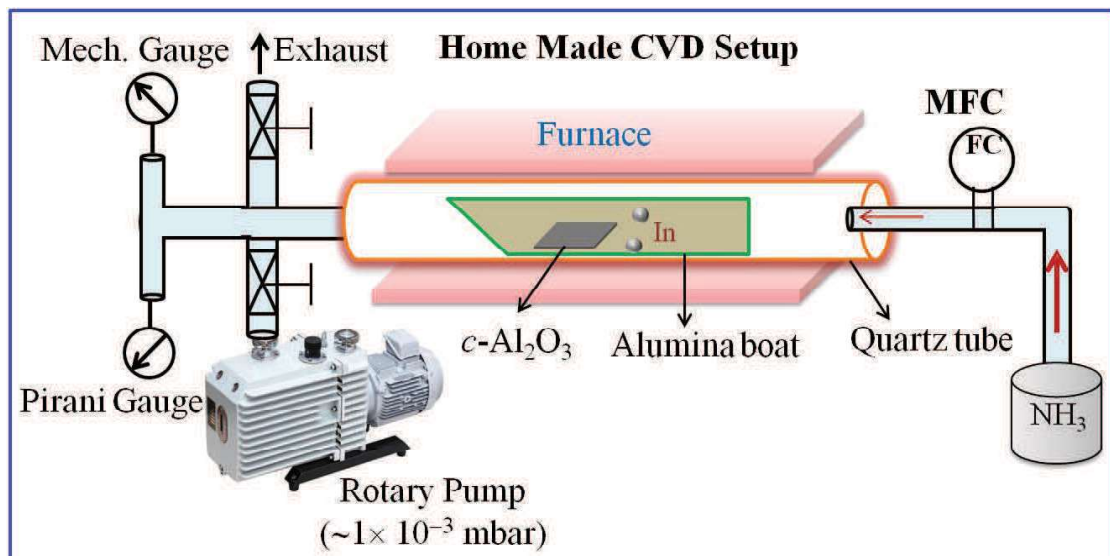 Home Made CVD Setup
Mech. Gauge
Exhaust
MFC
FC
Furnace
In
c-Al₂O₃
Alumina boat
Quartz tube
Pirani Gauge
NH₃
Rotary Pump
(~1× 10⁻³ mbar)